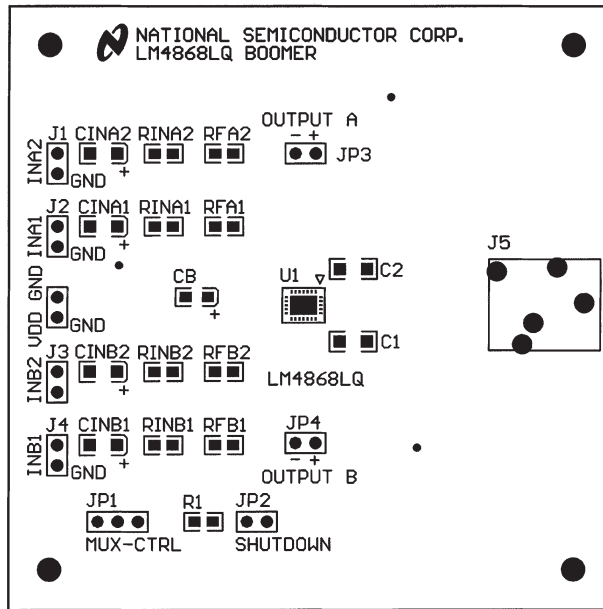 NATIONAL SEMICONDUCTOR CORP.
LM4868LQ BOOMER
OUTPUT A
- +
JP3
J1 CINA2 RINA2 RFA2
INA2
GND
+
J2 CINA1 RINA1 RFA1
INA1
GND
+
J5
CB
+
U1
C2
VDD GND
GND
C1
J3 CINB2 RINB2 RFB2
INB2
+
LM4868LQ
J4 CINB1 RINB1 RFB1
INB1
GND
+
JP4
- +
OUTPUT B
JP1 R1 JP2
MUX-CTRL SHUTDOWN